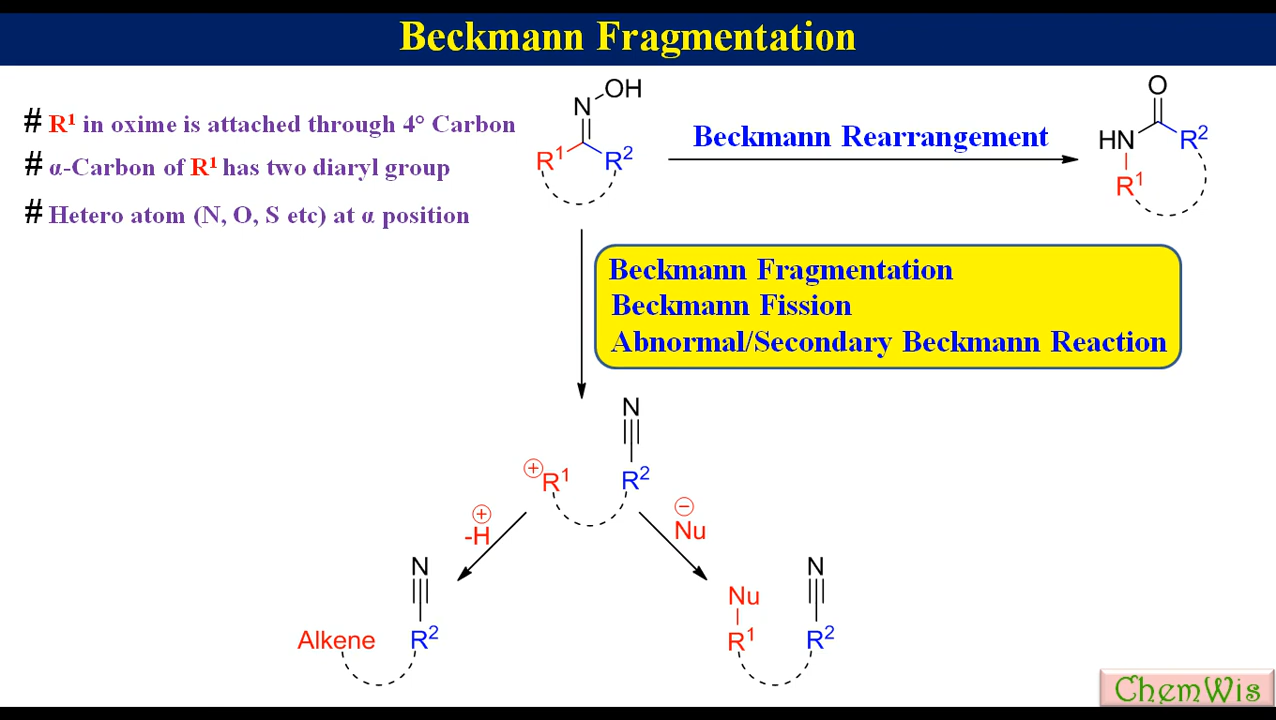 Beckmann Fragmentation
# R¹ in oxime is attached through 4° Carbon
# α-Carbon of R¹ has two diaryl group
# Hetero atom (N, O, S etc) at α position
N OH
R¹ R²
Beckmann Rearrangement
O
HN R²
R¹
Beckmann Fragmentation
Beckmann Fission
Abnormal/Secondary Beckmann Reaction
N
⊕R¹ R²
⊕
-H
⊖
Nu
N
Alkene R²
Nu N
R¹ R²
ChemWis